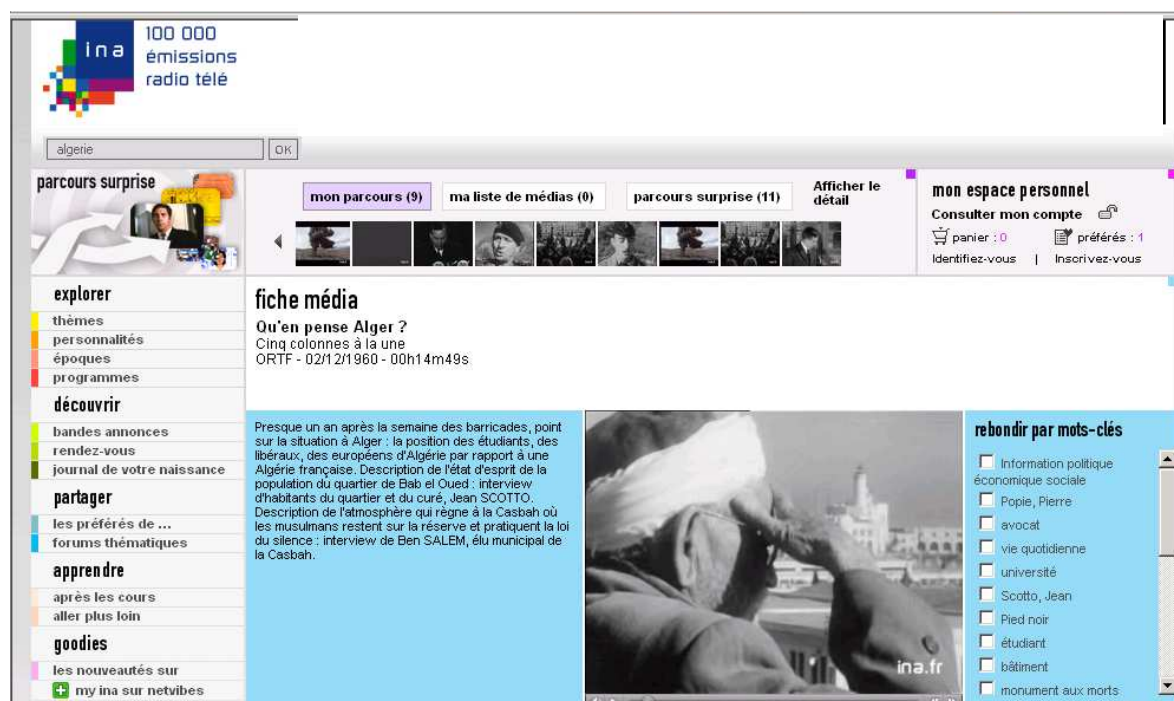 ina
100 000
émissions
radio télé
algerie
OK
parcours surprise
mon parcours (9)
ma liste de médias (0)
parcours surprise (11)
Afficher le
détail
mon espace personnel
Consulter mon compte
panier : 0
préférés : 1
Identifiez-vous | Inscrivez-vous
explorer
thèmes
personnalités
époques
programmes
découvrir
bandes annonces
rendez-vous
journal de votre naissance
partager
les préférés de ...
forums thématiques
apprendre
après les cours
aller plus loin
goodies
les nouveautés sur
my ina sur netvibes
fiche média
Qu'en pense Alger ?
Cinq colonnes à la une
ORTF - 02/12/1960 - 00h14m49s
Presque un an après la semaine des barricades, point
sur la situation à Alger : la position des étudiants, des
libéraux, des européens d'Algérie par rapport à une
Algérie française. Description de l'état d'esprit de la
population du quartier de Bab el Oued : interview
d'habitants du quartier et du curé, Jean SCOTTO.
Description de l'atmosphère qui règne à la Casbah où
les musulmans restent sur la réserve et pratiquent la loi
du silence : interview de Ben SALEM, élu municipal de
la Casbah.
ina.fr
rebondir par mots-clés
Information politique
économique sociale
Popie, Pierre
avocat
vie quotidienne
université
Scotto, Jean
Pied noir
étudiant
bâtiment
monument aux morts